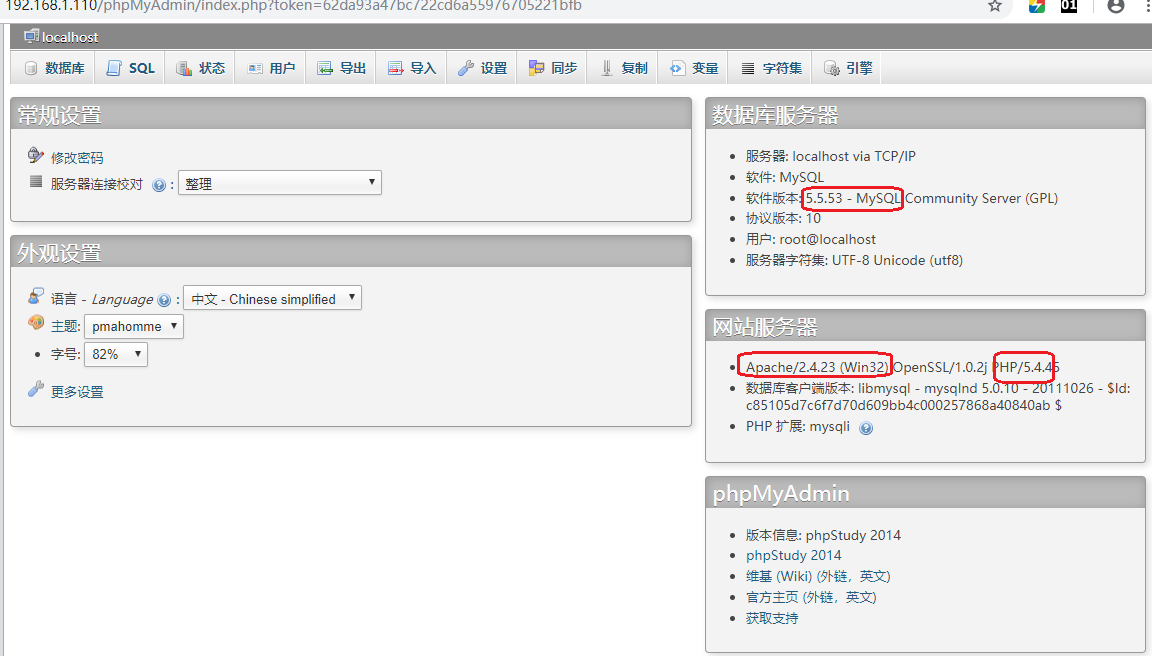 192.168.1.110/phpMyAdmin/index.php?token=62da93a47bc722cd6a55976705221bfb
01
localhost
数据库 SQL 状态 用户 导出 导入 设置 同步 复制 变量 字符集 引擎
常规设置
修改密码
服务器连接校对 : 整理
外观设置
语言 - Language : 中文 - Chinese simplified
主题: pmahomme
字号: 82%
更多设置
数据库服务器
服务器: localhost via TCP/IP
软件: MySQL
软件版本: 5.5.53 - MySQL Community Server (GPL)
协议版本: 10
用户: root@localhost
服务器字符集: UTF-8 Unicode (utf8)
网站服务器
Apache/2.4.23 (Win32) OpenSSL/1.0.2j PHP/5.4.45
数据库客户端版本: libmysql - mysqlnd 5.0.10 - 20111026 - $Id:
c85105d7c6f7d70d609bb4c000257868a40840ab $
PHP 扩展: mysqli
phpMyAdmin
版本信息: phpStudy 2014
phpStudy 2014
维基 (Wiki) (外链，英文)
官方主页 (外链，英文)
获取支持